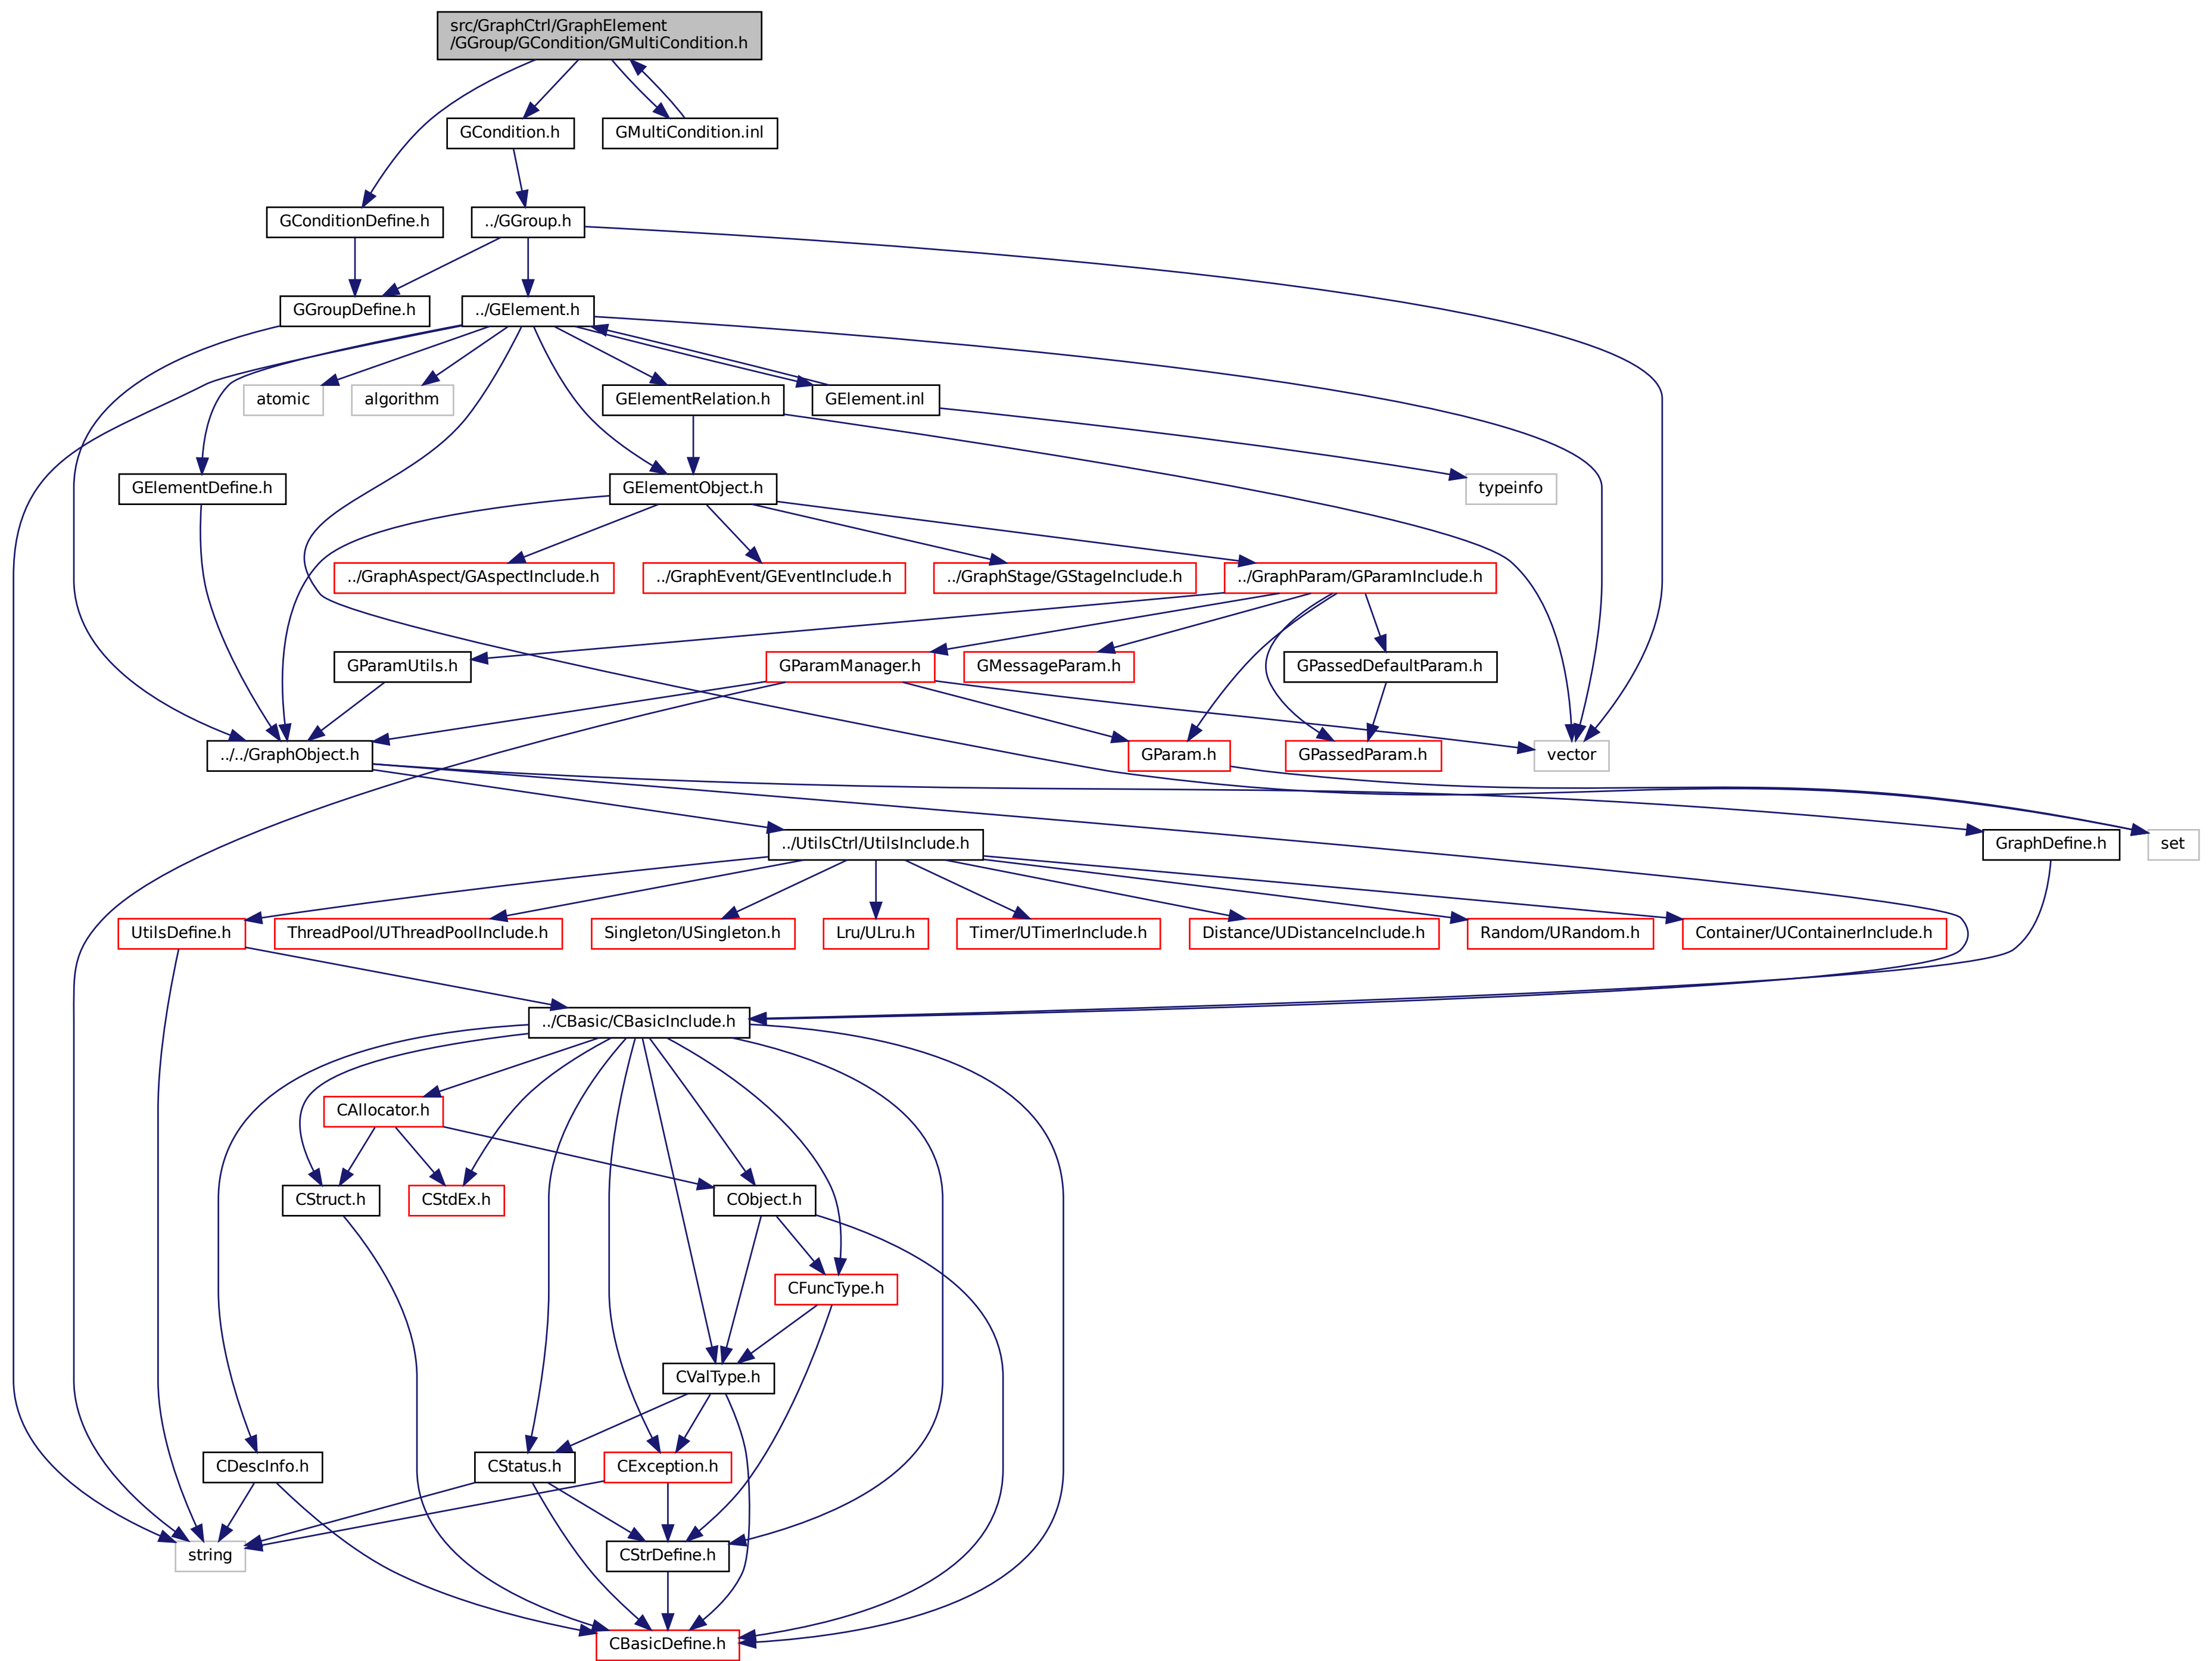 src/GraphCtrl/GraphElement
/GGroup/GCondition/GMultiCondition.h
GCondition.h
GMultiCondition.inl
GConditionDefine.h
../GGroup.h
GGroupDefine.h
../GElement.h
atomic
algorithm
GElementRelation.h
GElement.inl
GElementDefine.h
GElementObject.h
typeinfo
../GraphAspect/GAspectInclude.h
../GraphEvent/GEventInclude.h
../GraphStage/GStageInclude.h
../GraphParam/GParamInclude.h
GParamUtils.h
GParamManager.h
GMessageParam.h
GPassedDefaultParam.h
../../GraphObject.h
GParam.h
GPassedParam.h
vector
../UtilsCtrl/UtilsInclude.h
GraphDefine.h
set
UtilsDefine.h
ThreadPool/UThreadPoolInclude.h
Singleton/USingleton.h
Lru/ULru.h
Timer/UTimerInclude.h
Distance/UDistanceInclude.h
Random/URandom.h
Container/UContainerInclude.h
../CBasic/CBasicInclude.h
CAllocator.h
CStruct.h
CStdEx.h
CObject.h
CFuncType.h
CValType.h
CDescInfo.h
CStatus.h
CException.h
string
CStrDefine.h
CBasicDefine.h